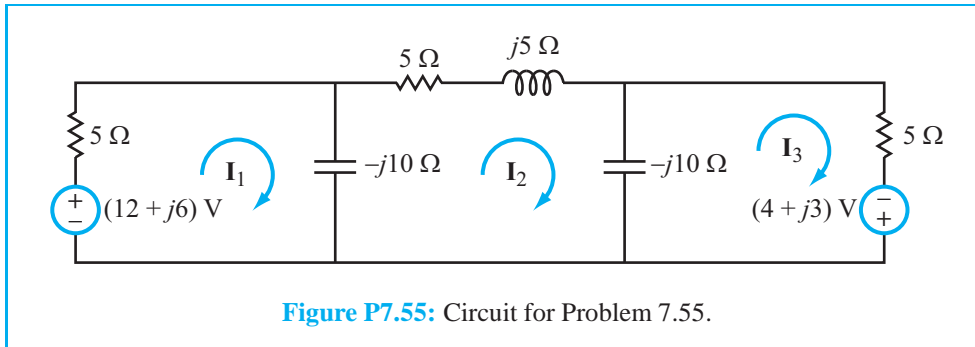 j5 Ω
5 Ω
5 Ω
I1
−j10 Ω
I2
−j10 Ω
I3
5 Ω
+
−
(12 + j6) V
(4 + j3) V
−
+
Figure P7.55: Circuit for Problem 7.55.